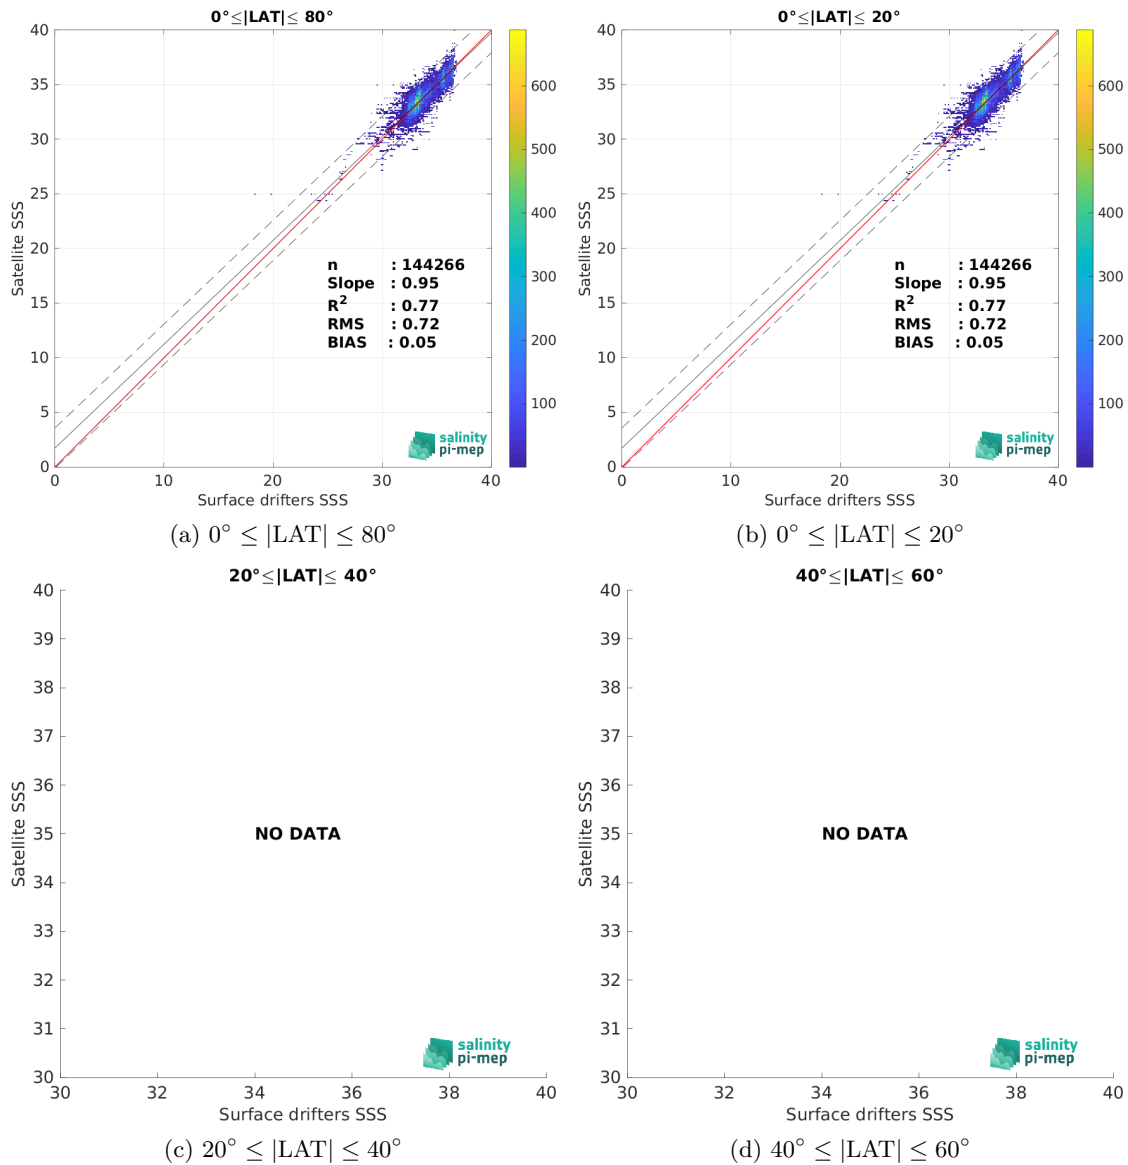 0°≤|LAT|≤ 80°
40
35
30
25
20
15
10
5
0
Satellite SSS
n : 144266
Slope : 0.95
R² : 0.77
RMS : 0.72
BIAS : 0.05
salinity
pi-mep
0 10 20 30 40
Surface drifters SSS
600
500
400
300
200
100
(a) 0° ≤ |LAT| ≤ 80°
0°≤|LAT|≤ 20°
40
35
30
25
20
15
10
5
0
Satellite SSS
n : 144266
Slope : 0.95
R² : 0.77
RMS : 0.72
BIAS : 0.05
salinity
pi-mep
0 10 20 30 40
Surface drifters SSS
600
500
400
300
200
100
(b) 0° ≤ |LAT| ≤ 20°
20°≤|LAT|≤ 40°
40
39
38
37
36
35
34
33
32
31
30
Satellite SSS
NO DATA
salinity
pi-mep
30 32 34 36 38 40
Surface drifters SSS
(c) 20° ≤ |LAT| ≤ 40°
40°≤|LAT|≤ 60°
40
39
38
37
36
35
34
33
32
31
30
Satellite SSS
NO DATA
salinity
pi-mep
30 32 34 36 38 40
Surface drifters SSS
(d) 40° ≤ |LAT| ≤ 60°